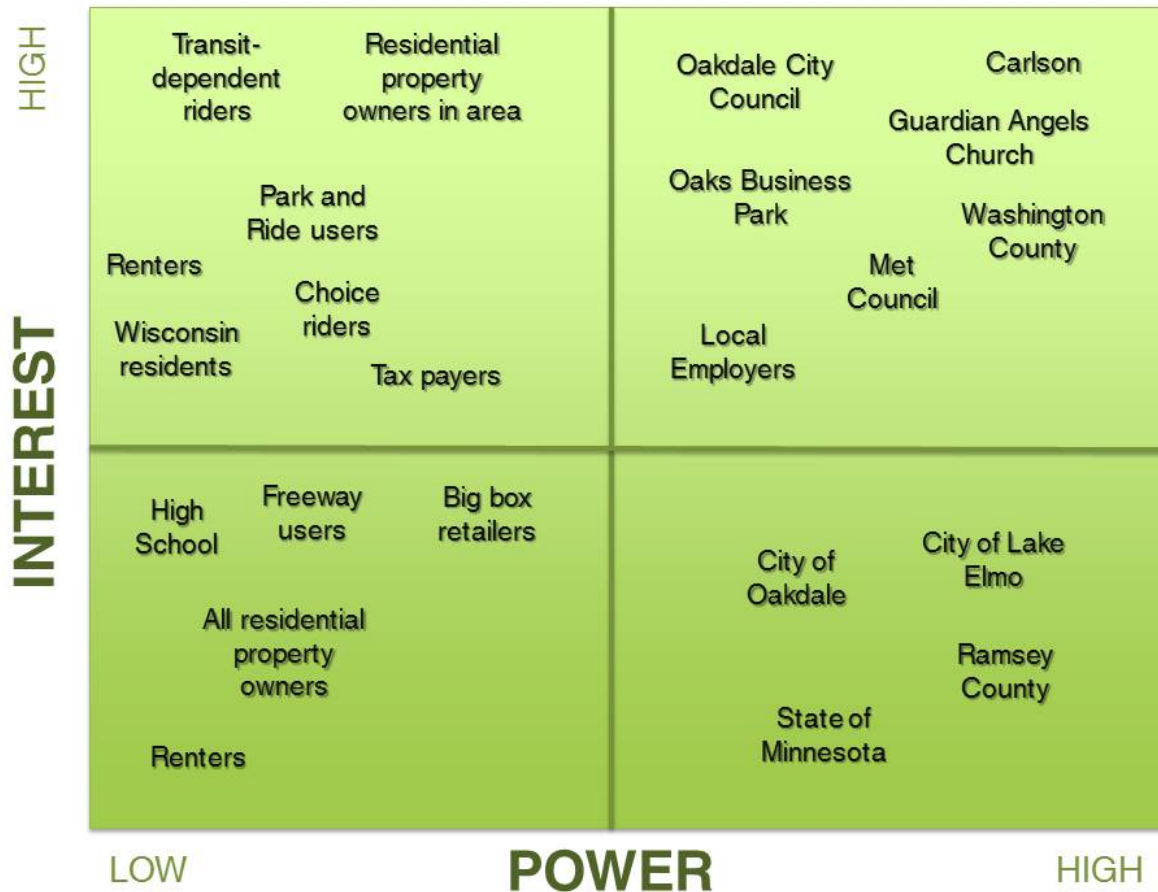 HIGH
INTEREST
Transit-
dependent
riders
Residential
property
owners in area
Park and
Ride users
Renters
Choice
riders
Wisconsin
residents
Tax payers
Oakdale City
Council
Carlson
Guardian Angels
Church
Oaks Business
Park
Washington
County
Met
Council
Local
Employers
High
School
Freeway
users
Big box
retailers
All residential
property
owners
Renters
City of
Oakdale
City of Lake
Elmo
Ramsey
County
State of
Minnesota
LOW
POWER
HIGH